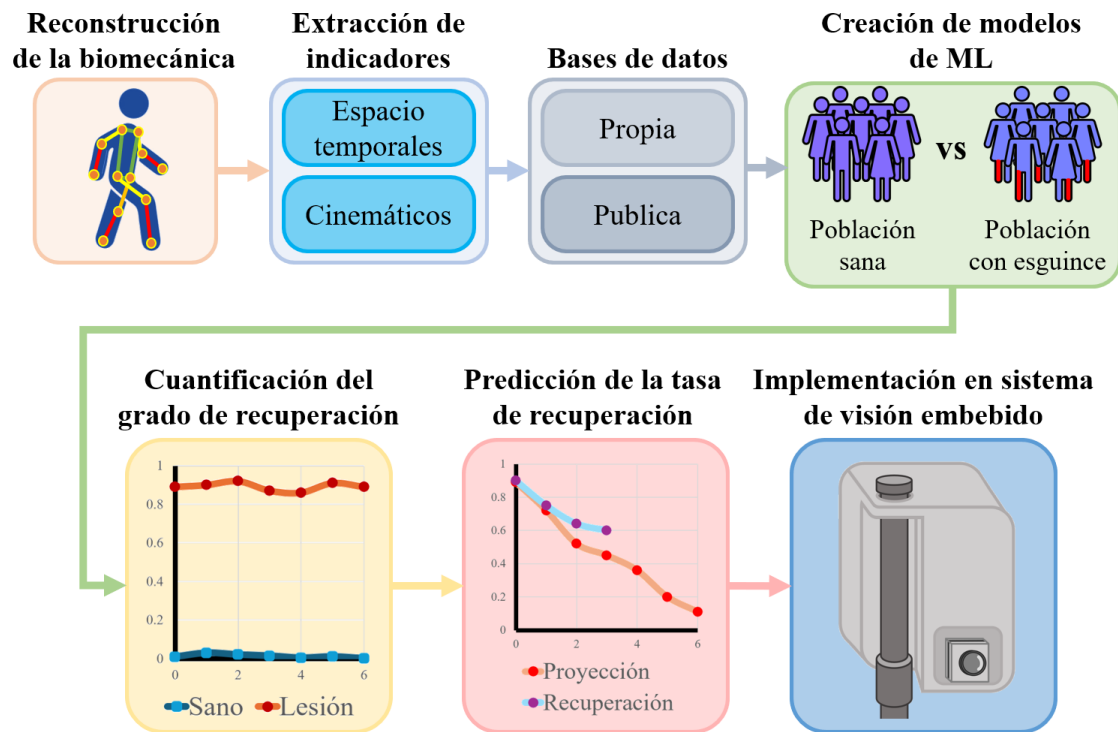 Reconstrucción
de la biomecánica
Extracción de
indicadores
Espacio
temporales
Cinemáticos
Bases de datos
Propia
Publica
Creación de modelos
de ML
vs
Población
sana
Población
con esguince
Cuantificación del
grado de recuperación
1
0.8
0.6
0.4
0.2
0
0
2
4
6
Sano
Lesión
Predicción de la tasa
de recuperación
1
0.8
0.6
0.4
0.2
0
0
2
4
6
Proyección
Recuperación
Implementación en sistema
de visión embebido